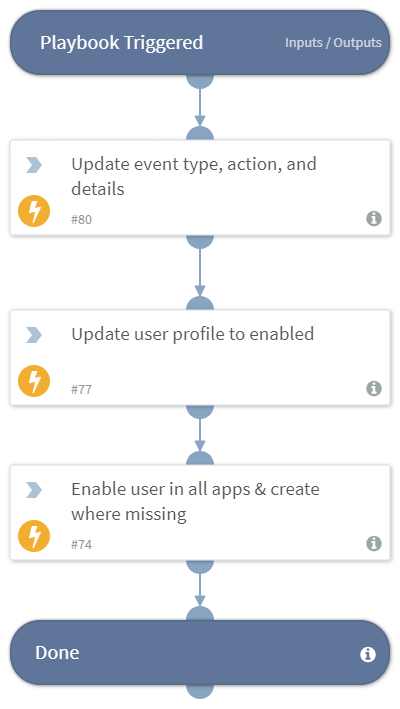 Playbook Triggered
Inputs / Outputs
Update event type, action, and
details
#80
Update user profile to enabled
#77
Enable user in all apps & create
where missing
#74
Done